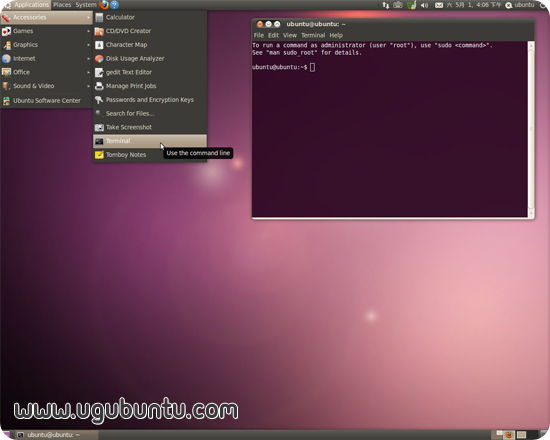 Applications Places System
六 5月 1, 4:06 下午 ubuntu
Accessories
Games
Graphics
Internet
Office
Sound & Video
Ubuntu Software Center
Calculator
CD/DVD Creator
Character Map
Disk Usage Analyzer
gedit Text Editor
Manage Print Jobs
Passwords and Encryption Keys
Search for Files...
Take Screenshot
Terminal
Tomboy Notes
Use the command line
ubuntu@ubuntu: ~
File Edit View Terminal Help
To run a command as administrator (user "root"), use "sudo <command>".
See "man sudo_root" for details.
ubuntu@ubuntu:~$
www.ugubuntu.com
ubuntu@ubuntu: ~